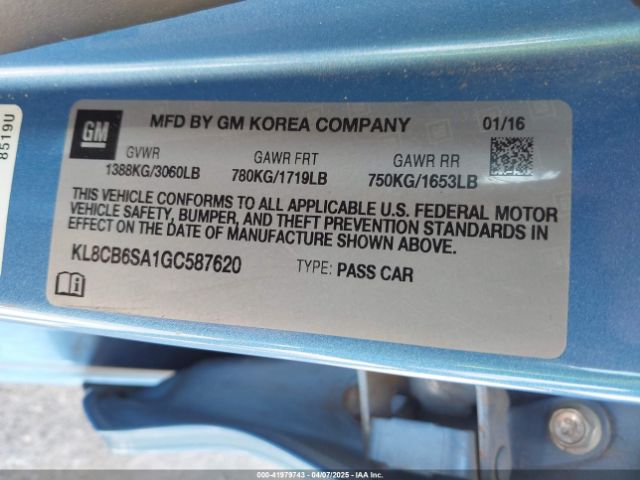 GM
MFD BY GM KOREA COMPANY
01/16
GVWR
GAWR FRT
GAWR RR
1388KG/3060LB
780KG/1719LB
750KG/1653LB
THIS VEHICLE CONFORMS TO ALL APPLICABLE U.S. FEDERAL MOTOR
VEHICLE SAFETY, BUMPER, AND THEFT PREVENTION STANDARDS IN
EFFECT ON THE DATE OF MANUFACTURE SHOWN ABOVE.
KL8CB6SA1GC587620
TYPE: PASS CAR
8519U
000-41979743 - 04/07/2025 - IAA Inc.